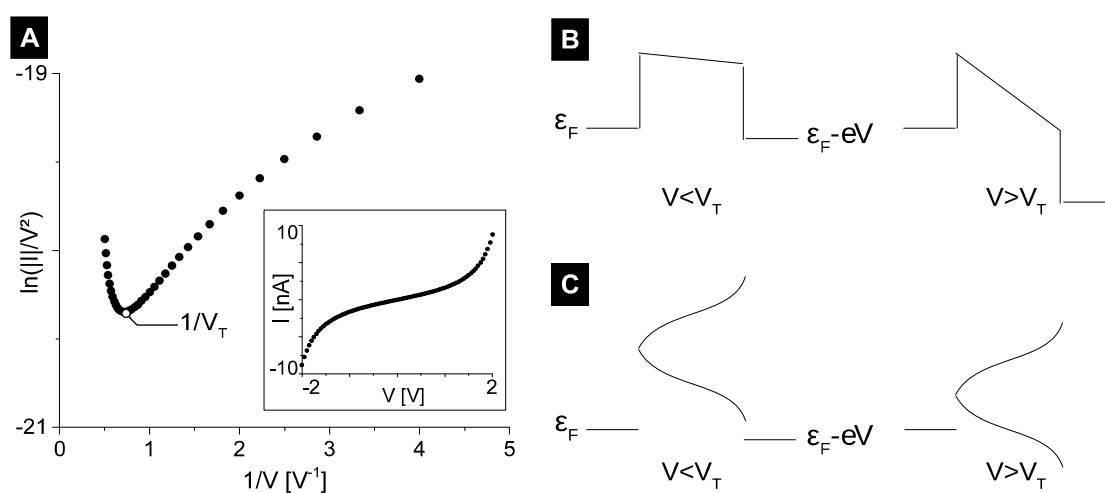 A
-19
ln(|I|/V²)
1/V_T
10
I [nA]
-10
-2
2
V [V]
-21
0
1
2
3
4
5
1/V [V⁻¹]
B
ε_F
ε_F-eV
V<V_T
V>V_T
C
ε_F
ε_F-eV
V<V_T
V>V_T